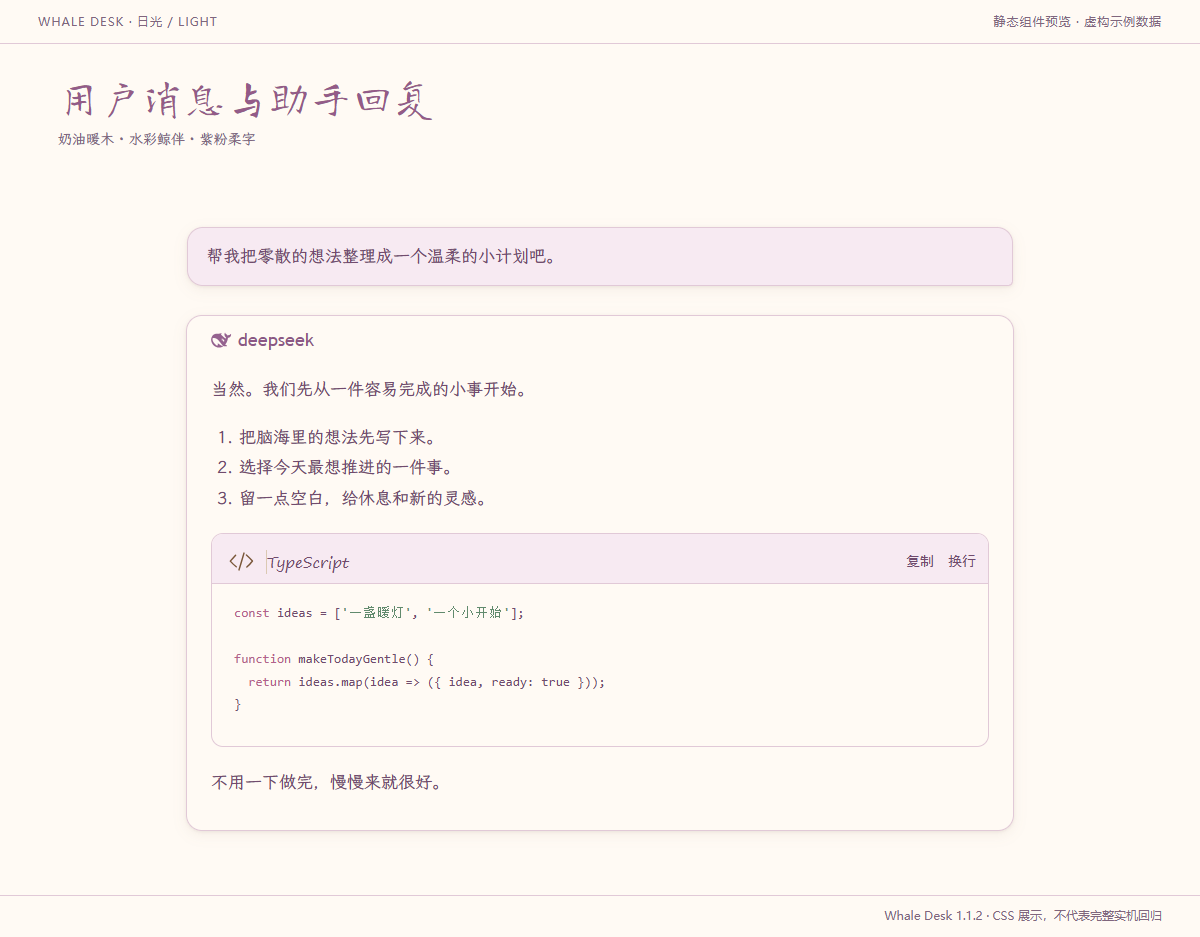 WHALE DESK · 日光 / LIGHT
静态组件预览 · 虚构示例数据
用户消息与助手回复
奶油暖木 · 水彩鲸伴 · 紫粉柔字
帮我把零散的想法整理成一个温柔的小计划吧。
deepseek
当然。我们先从一件容易完成的小事开始。
1. 把脑海里的想法先写下来。
2. 选择今天最想推进的一件事。
3. 留一点空白，给休息和新的灵感。
</> TypeScript
复制 换行
const ideas = ['一盏暖灯', '一个小开始'];
function makeTodayGentle() {
  return ideas.map(idea => ({ idea, ready: true }));
}
不用一下做完，慢慢来就很好。
Whale Desk 1.1.2 · CSS 展示，不代表完整实机回归